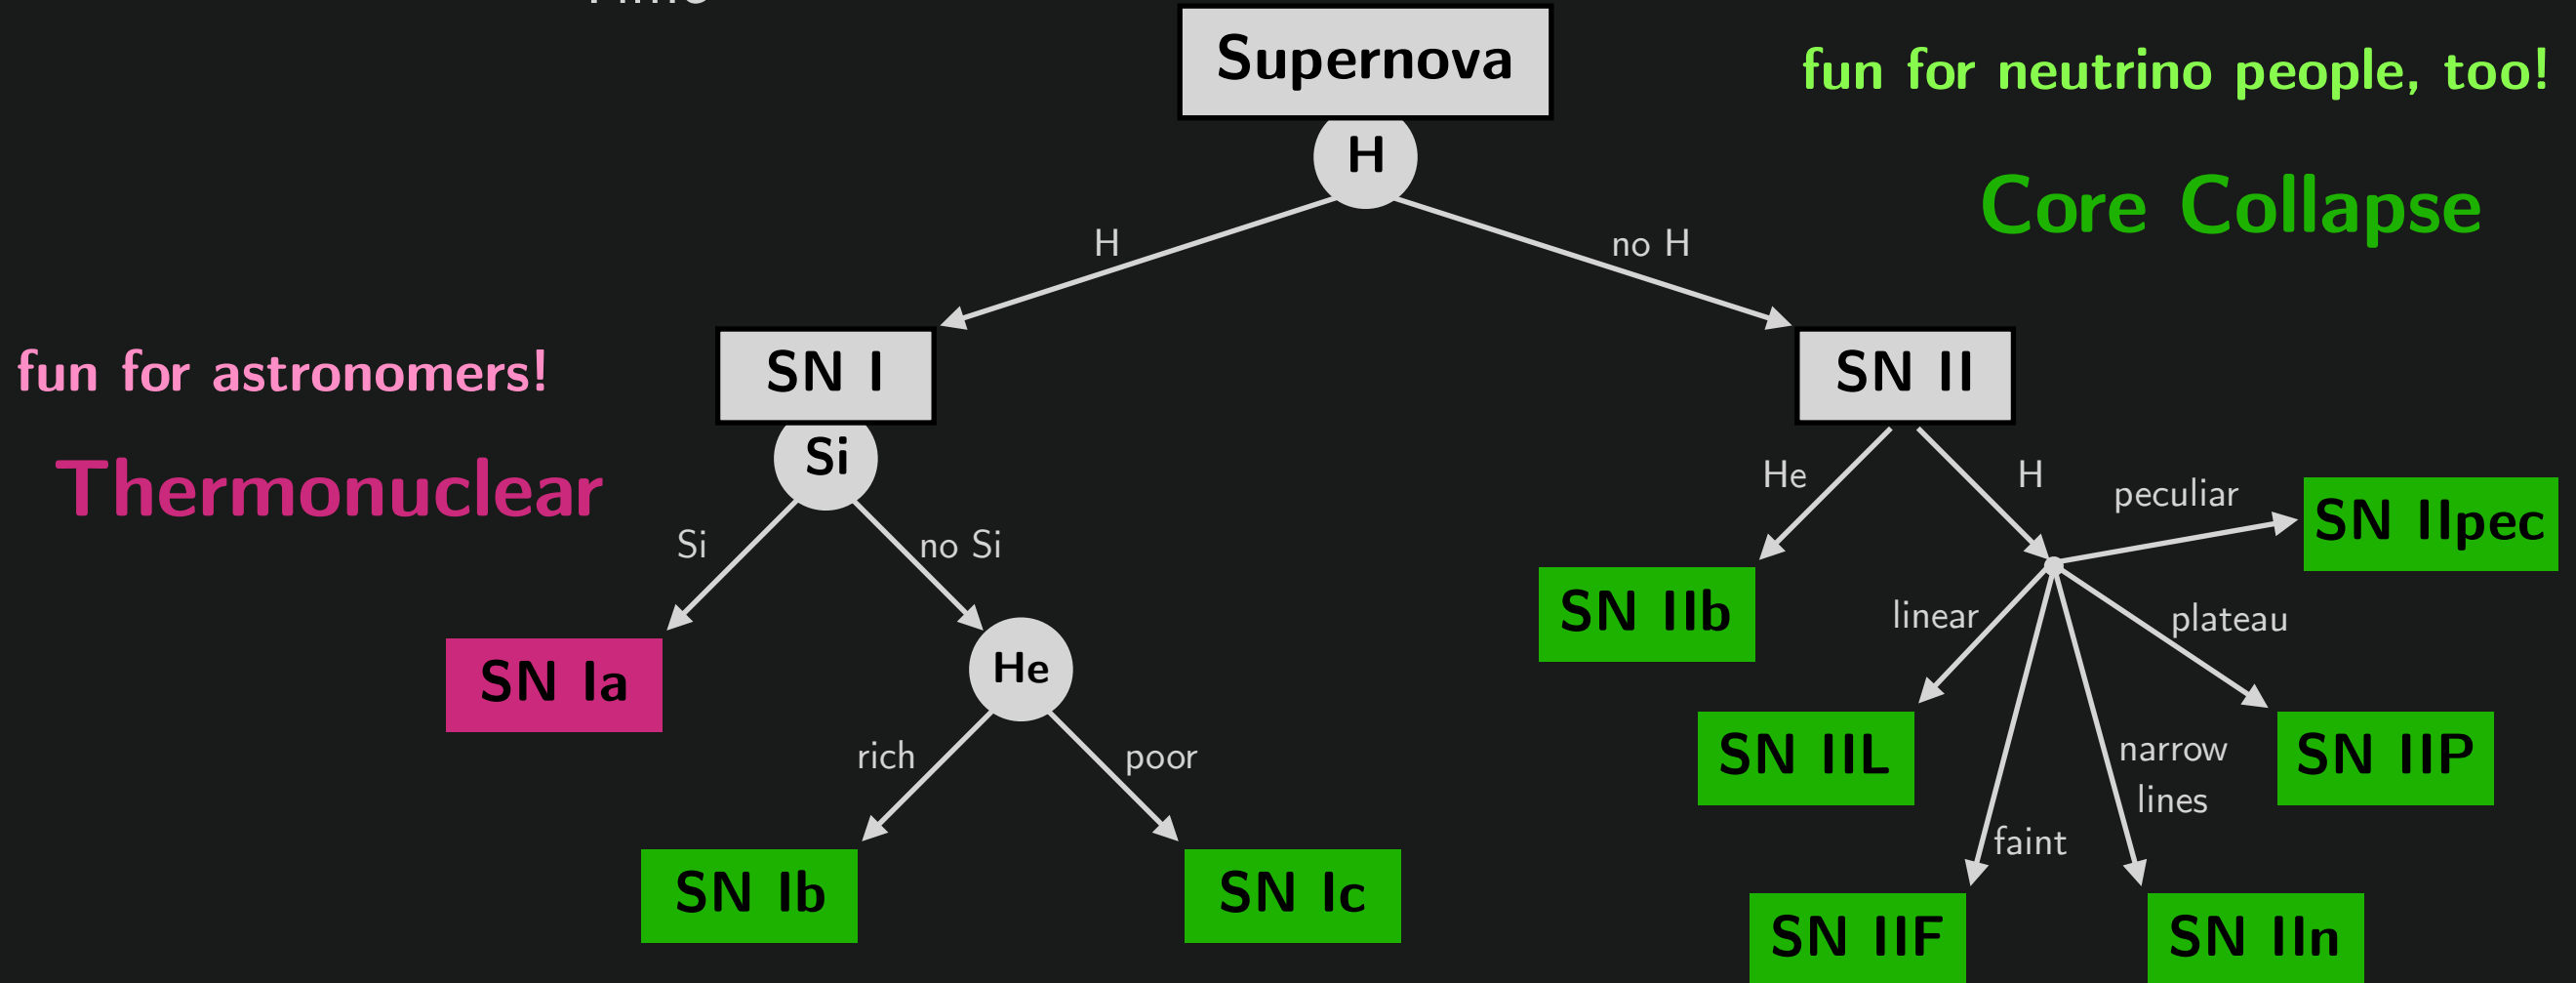 Supernova
fun for neutrino people, too!
H
Core Collapse
H
no H
fun for astronomers!
SN I
SN II
Thermonuclear
Si
He
H
peculiar
SN IIpec
Si
no Si
SN IIb
linear
plateau
SN Ia
He
rich
poor
SN IIL
narrow
lines
SN IIP
faint
SN Ib
SN Ic
SN IIF
SN IIn